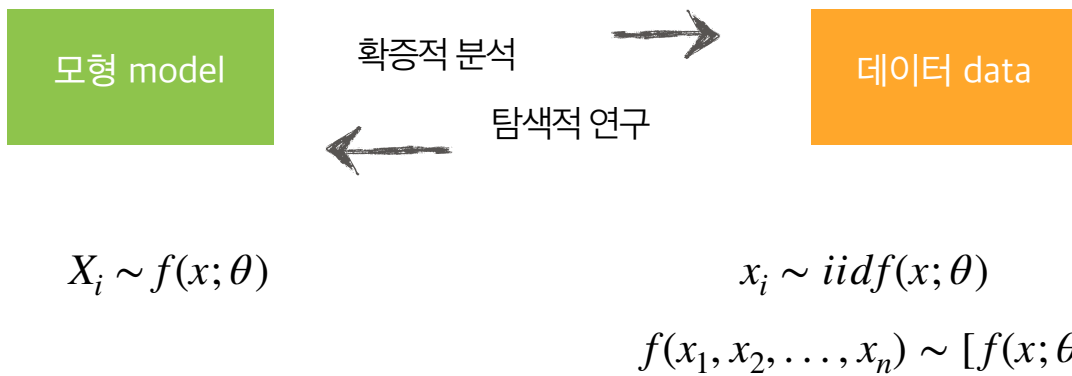 모형 model
확증적 분석
데이터 data
탐색적 연구
X_i ∼ f(x; θ)
x_i ∼ iidf(x; θ)
f(x_1, x_2, . . . , x_n) ∼ [f(x; θ